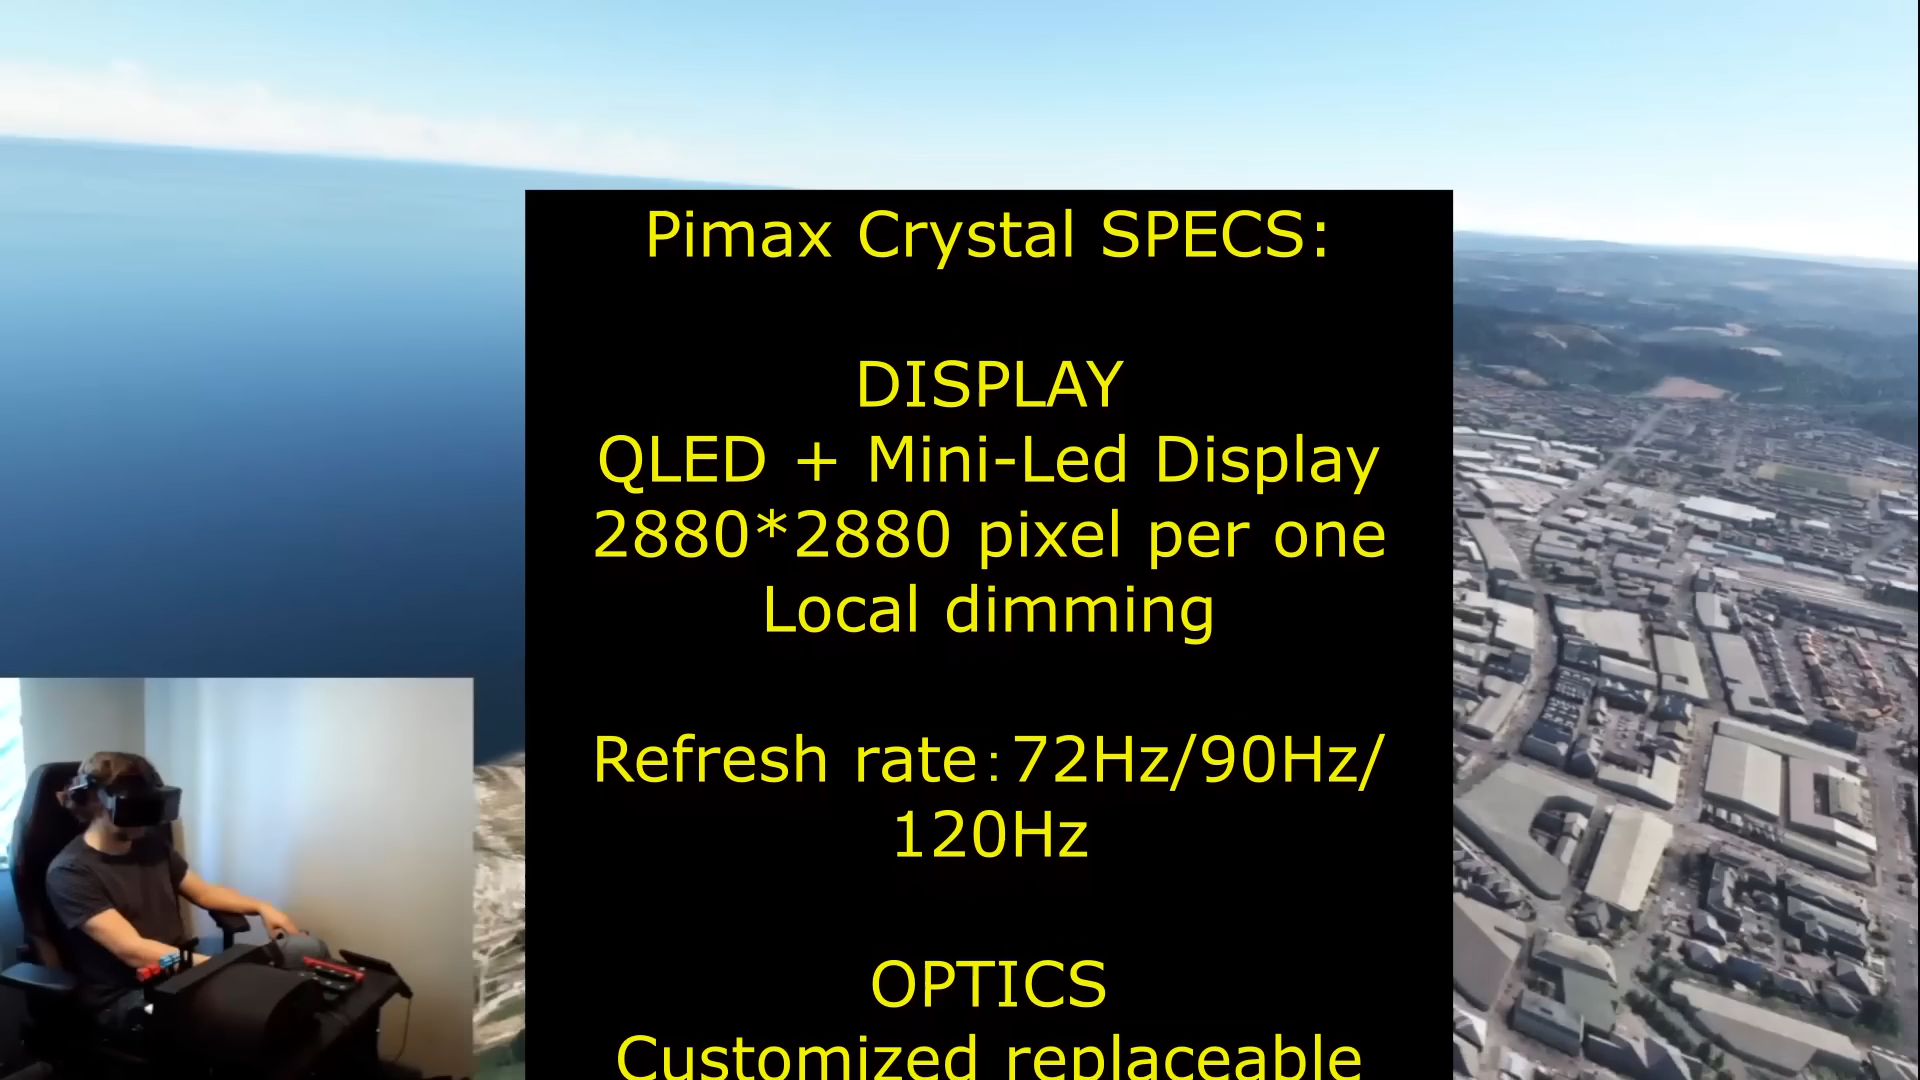 Pimax Crystal SPECS:
DISPLAY
QLED + Mini-Led Display
2880*2880 pixel per one
Local dimming
Refresh rate：72Hz/90Hz/
120Hz
OPTICS
Customized replaceable